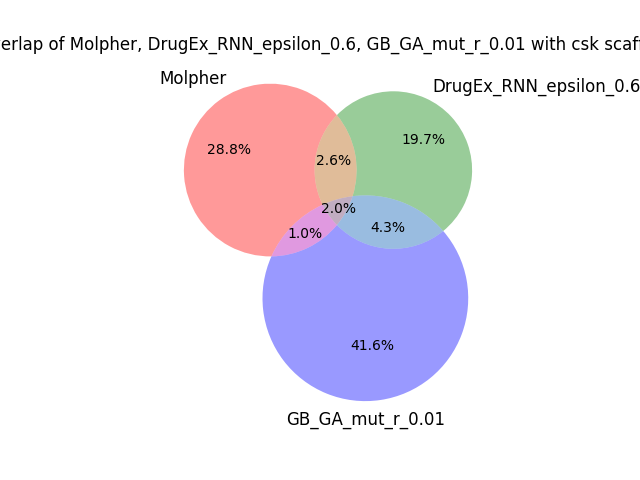 verlap of Molpher, DrugEx_RNN_epsilon_0.6, GB_GA_mut_r_0.01 with csk scaff
Molpher
DrugEx_RNN_epsilon_0.6
28.8%
19.7%
2.6%
2.0%
1.0%
4.3%
41.6%
GB_GA_mut_r_0.01